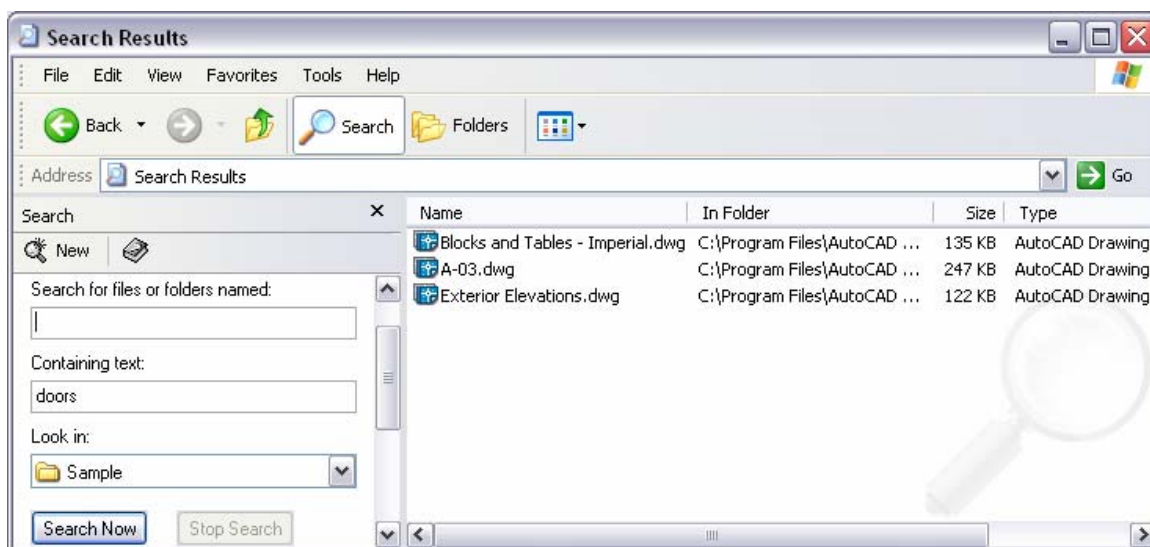 Search Results
File Edit View Favorites Tools Help
Back Search Folders
Address Search Results Go
Search
New
Search for files or folders named:
Containing text:
doors
Look in:
Sample
Search Now Stop Search
Name In Folder Size Type
Blocks and Tables - Imperial.dwg C:\Program Files\AutoCAD ... 135 KB AutoCAD Drawing
A-03.dwg C:\Program Files\AutoCAD ... 247 KB AutoCAD Drawing
Exterior Elevations.dwg C:\Program Files\AutoCAD ... 122 KB AutoCAD Drawing